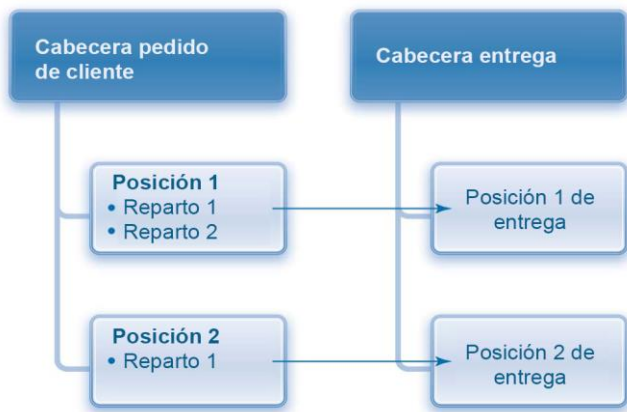 Cabecera pedido
de cliente
Cabecera entrega
Posición 1
• Reparto 1
• Reparto 2
Posición 1 de
entrega
Posición 2
• Reparto 1
Posición 2 de
entrega